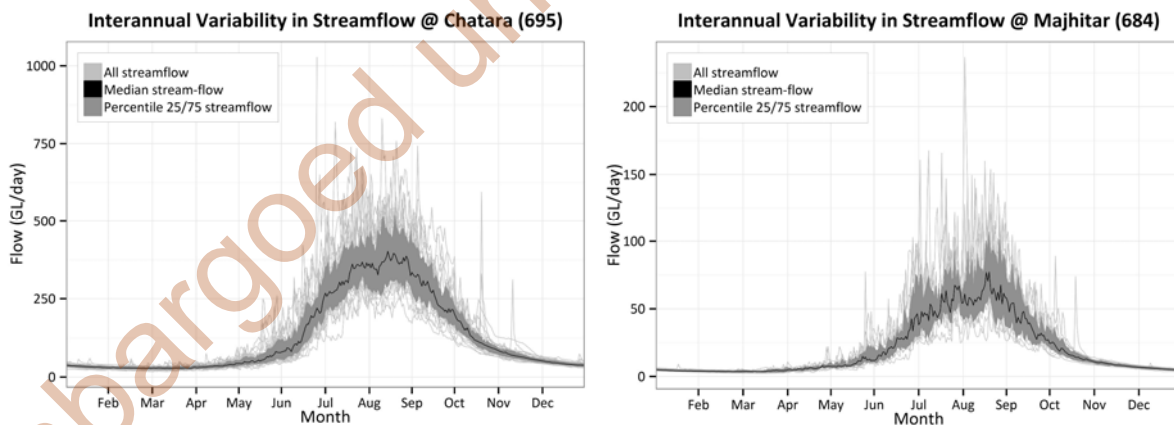 Interannual Variability in Streamflow @ Chatara (695)
1000
750
500
250
0
Flow (GL/day)
All streamflow
Median stream-flow
Percentile 25/75 streamflow
Feb Mar Apr May Jun Jul Aug Sep Oct Nov Dec
Month
Interannual Variability in Streamflow @ Majhitar (684)
200
150
100
50
0
Flow (GL/day)
All streamflow
Median stream-flow
Percentile 25/75 streamflow
Feb Mar Apr May Jun Jul Aug Sep Oct Nov Dec
Month